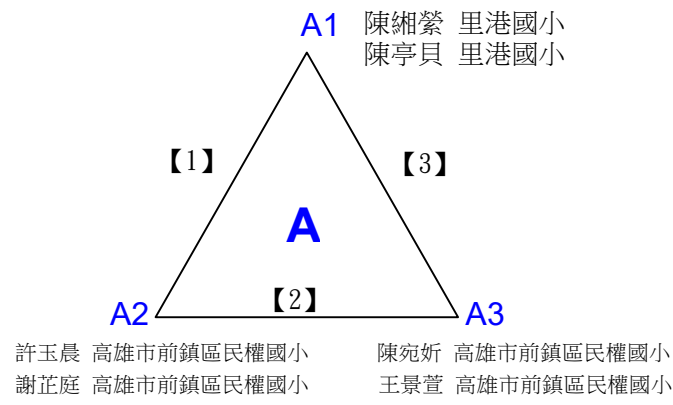 A1 陳緗縈 里港國小
陳亭貝 里港國小
【1】 【3】
A
A2 【2】 A3
許玉晨 高雄市前鎮區民權國小 陳宛妡 高雄市前鎮區民權國小
謝芷庭 高雄市前鎮區民權國小 王景萱 高雄市前鎮區民權國小